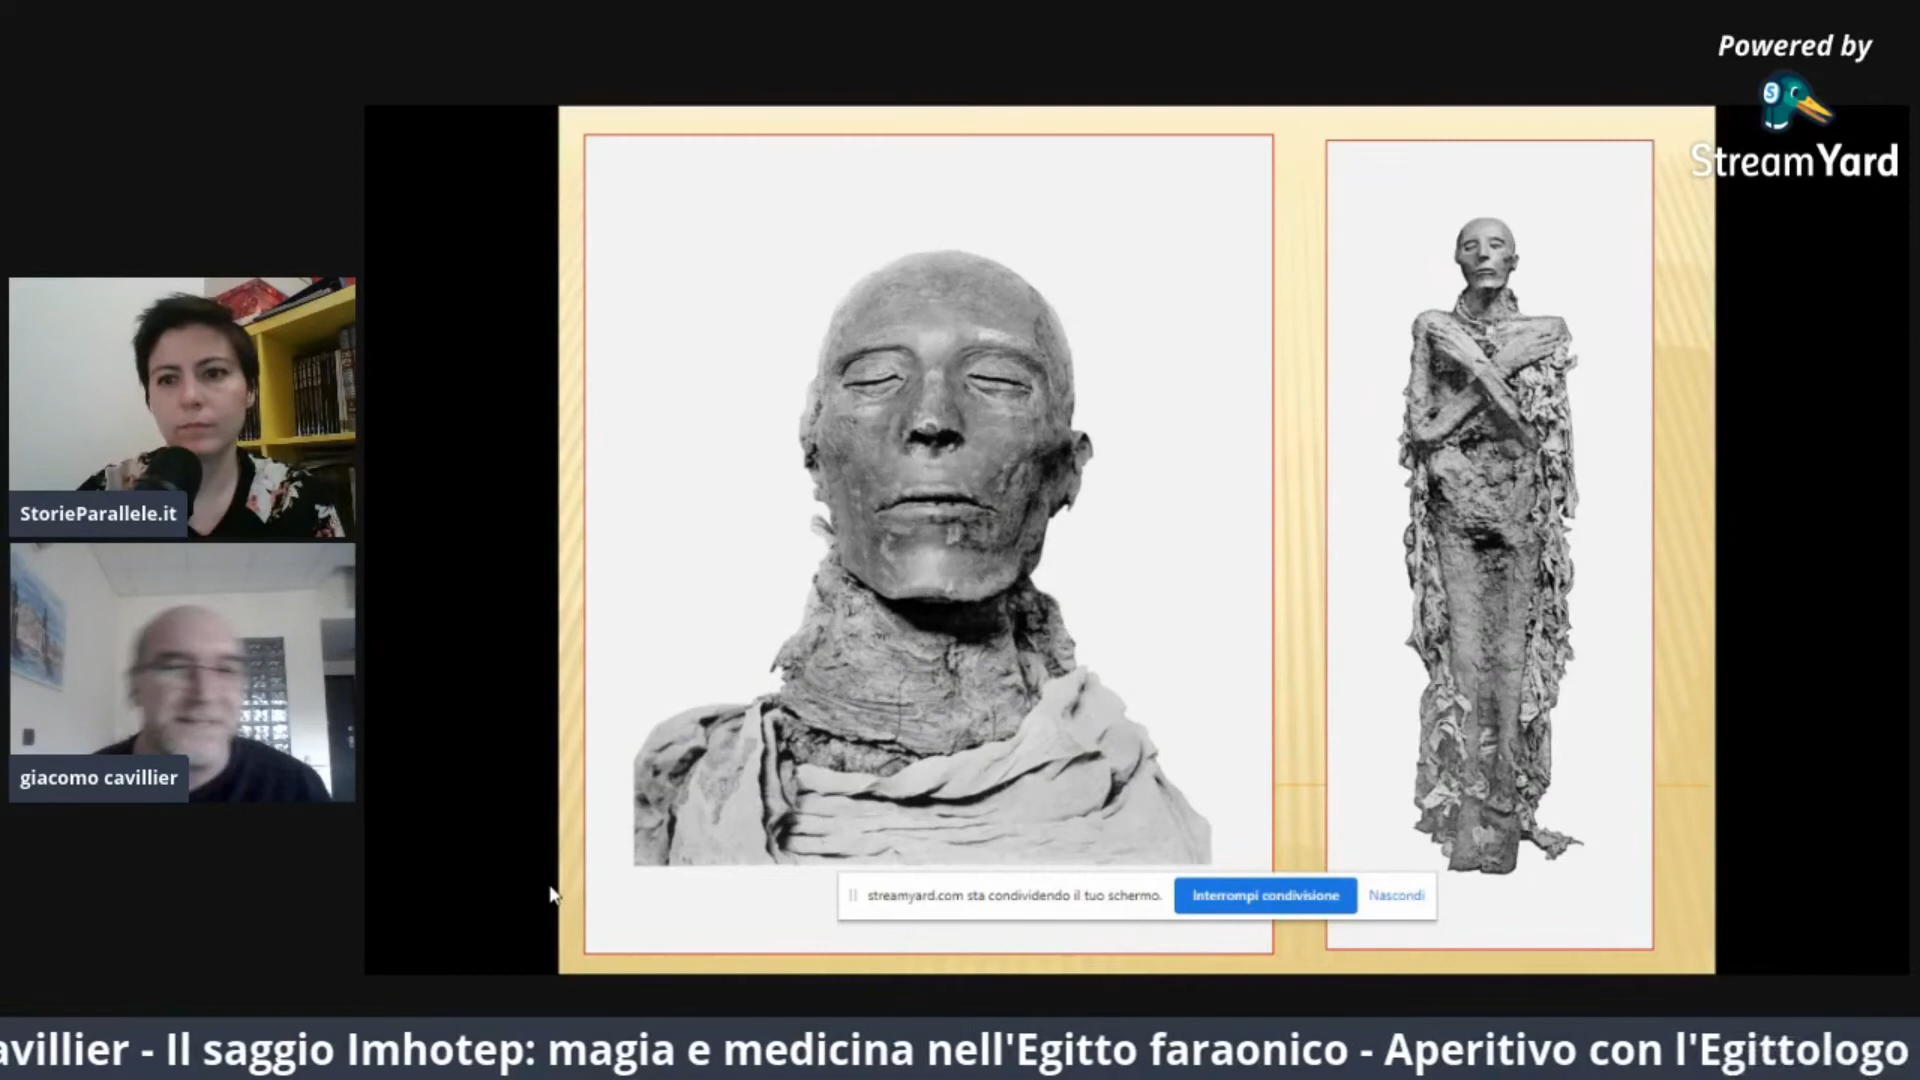 Powered by
StreamYard
StorieParallele.it
giacomo cavillier
streamyard.com sta condividendo il tuo schermo. Interrompi condivisione Nascondi
avillier - Il saggio Imhotep: magia e medicina nell'Egitto faraonico - Aperitivo con l'Egittologo